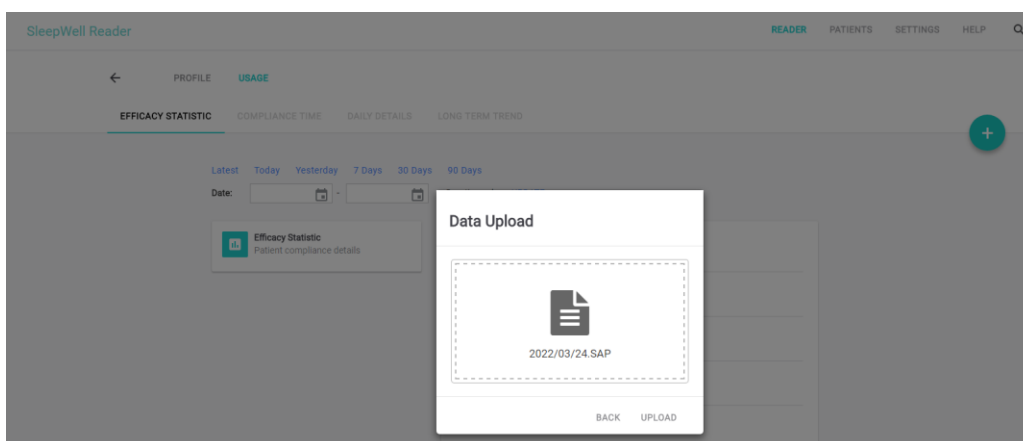 SleepWell Reader
READER PATIENTS SETTINGS HELP
PROFILE USAGE
EFFICACY STATISTIC COMPLIANCE TIME DAILY DETAILS LONG TERM TREND
+
Latest Today Yesterday 7 Days 30 Days 90 Days
Date: -
Efficacy Statistic
Patient compliance details
Data Upload
2022/03/24.SAP
BACK UPLOAD